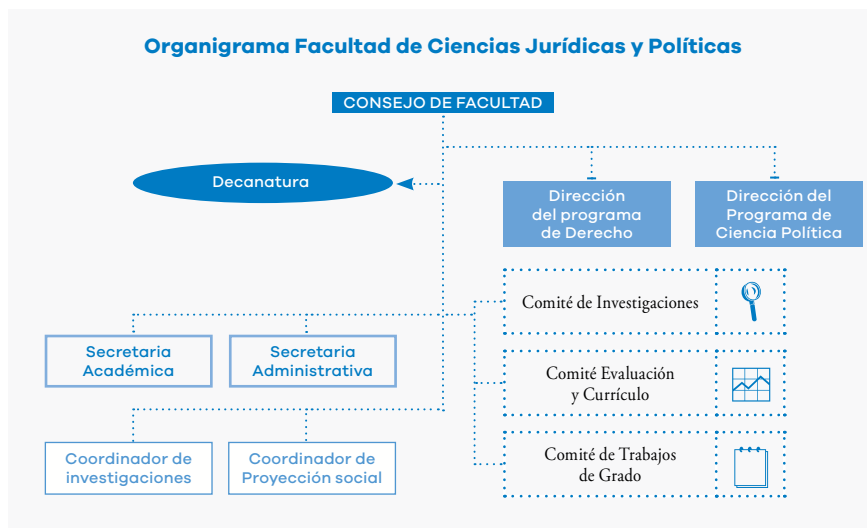 Organigrama Facultad de Ciencias Jurídicas y Políticas
CONSEJO DE FACULTAD
Decanatura
Dirección
del programa
de Derecho
Dirección del
Programa de
Ciencia Política
Comité de Investigaciones
Secretaria
Académica
Secretaria
Administrativa
Comité Evaluación
y Currículo
Coordinador de
investigaciones
Coordinador de
Proyección social
Comité de Trabajos
de Grado